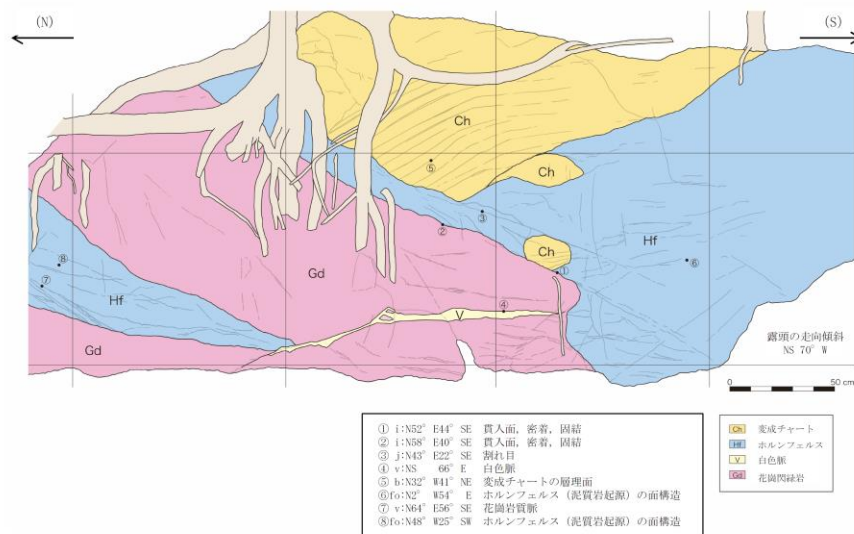 (N)
(S)
Ch
⑤
Ch
③
②
⑧
Ch
Hf
⑥
①
⑦
Gd
Hf
④
V
露頭の走向傾斜
NS 70° W
Gd
0 50 cm
① i:N52° E44° SE 貫入面, 密着, 固結
② i:N58° E40° SE 貫入面, 密着, 固結
③ j:N43° E22° SE 割れ目
④ v:NS 66° E 白色脈
⑤ b:N32° W41° NE 変成チャートの層理面
⑥fo:N2° W54° E ホルンフェルス (泥質岩起源) の面構造
⑦ v:N64° E56° SE 花崗岩質脈
⑧fo:N48° W25° SW ホルンフェルス (泥質岩起源) の面構造
Ch 変成チャート
Hf ホルンフェルス
V 白色脈
Gd 花崗閃緑岩